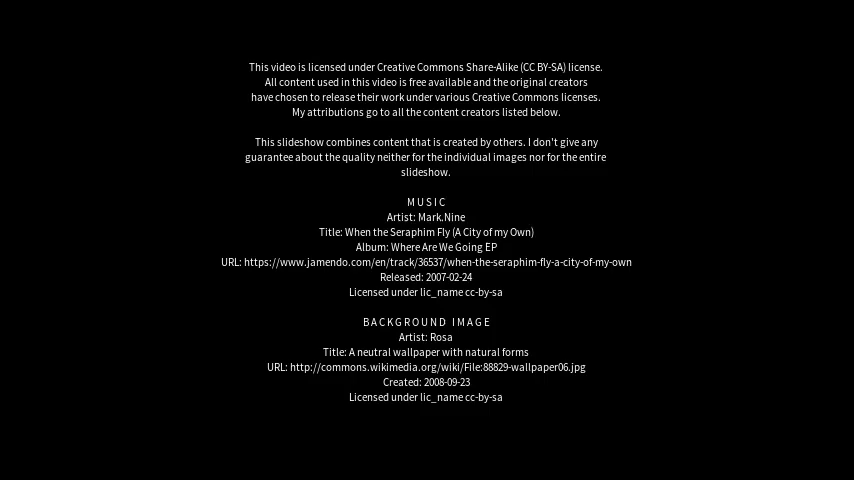 This video is licensed under Creative Commons Share-Alike (CC BY-SA) license.
All content used in this video is free available and the original creators
have chosen to release their work under various Creative Commons licenses.
My attributions go to all the content creators listed below.
This slideshow combines content that is created by others. I don't give any
guarantee about the quality neither for the individual images nor for the entire
slideshow.
MUSIC
Artist: Mark.Nine
Title: When the Seraphim Fly (A City of my Own)
Album: Where Are We Going EP
URL: https://www.jamendo.com/en/track/36537/when-the-seraphim-fly-a-city-of-my-own
Released: 2007-02-24
Licensed under lic_name cc-by-sa
BACKGROUND IMAGE
Artist: Rosa
Title: A neutral wallpaper with natural forms
URL: http://commons.wikimedia.org/wiki/File:88829-wallpaper06.jpg
Created: 2008-09-23
Licensed under lic_name cc-by-sa